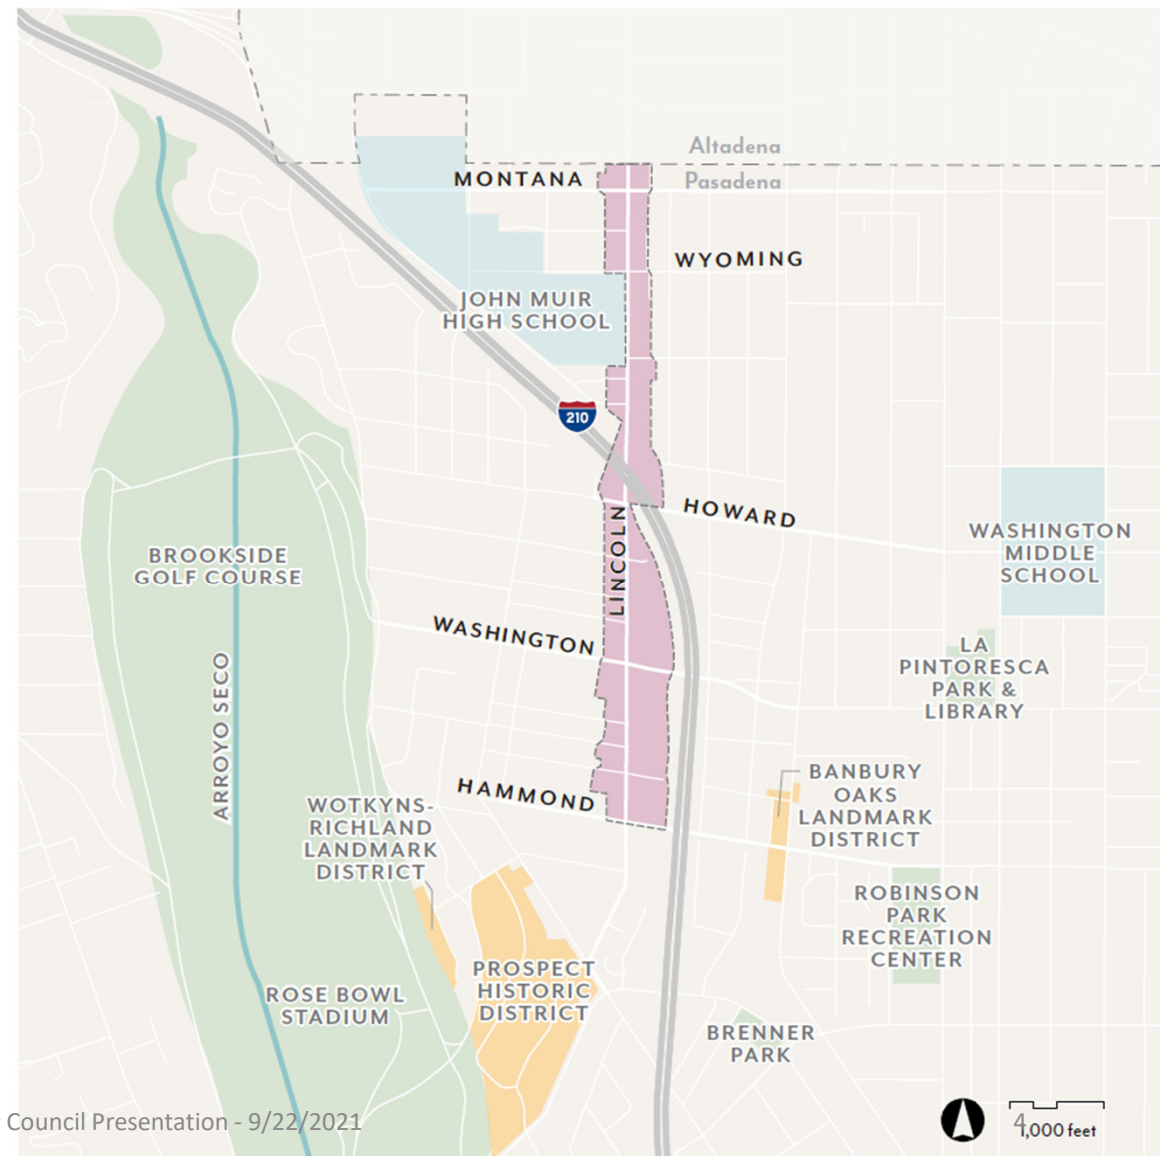 Altadena
MONTANA
Pasadena
WYOMING
JOHN MUIR
HIGH SCHOOL
210
HOWARD
LINCOLN
WASHINGTON
MIDDLE
SCHOOL
BROOKSIDE
GOLF COURSE
WASHINGTON
LA
PINTORESCA
PARK &
LIBRARY
ARROYO SECO
HAMMOND
BANBURY
OAKS
LANDMARK
DISTRICT
WOTKYNS-
RICHLAND
LANDMARK
DISTRICT
ROBINSON
PARK
RECREATION
CENTER
PROSPECT
HISTORIC
DISTRICT
ROSE BOWL
STADIUM
BRENNER
PARK
Council Presentation - 9/22/2021
4
1,000 feet